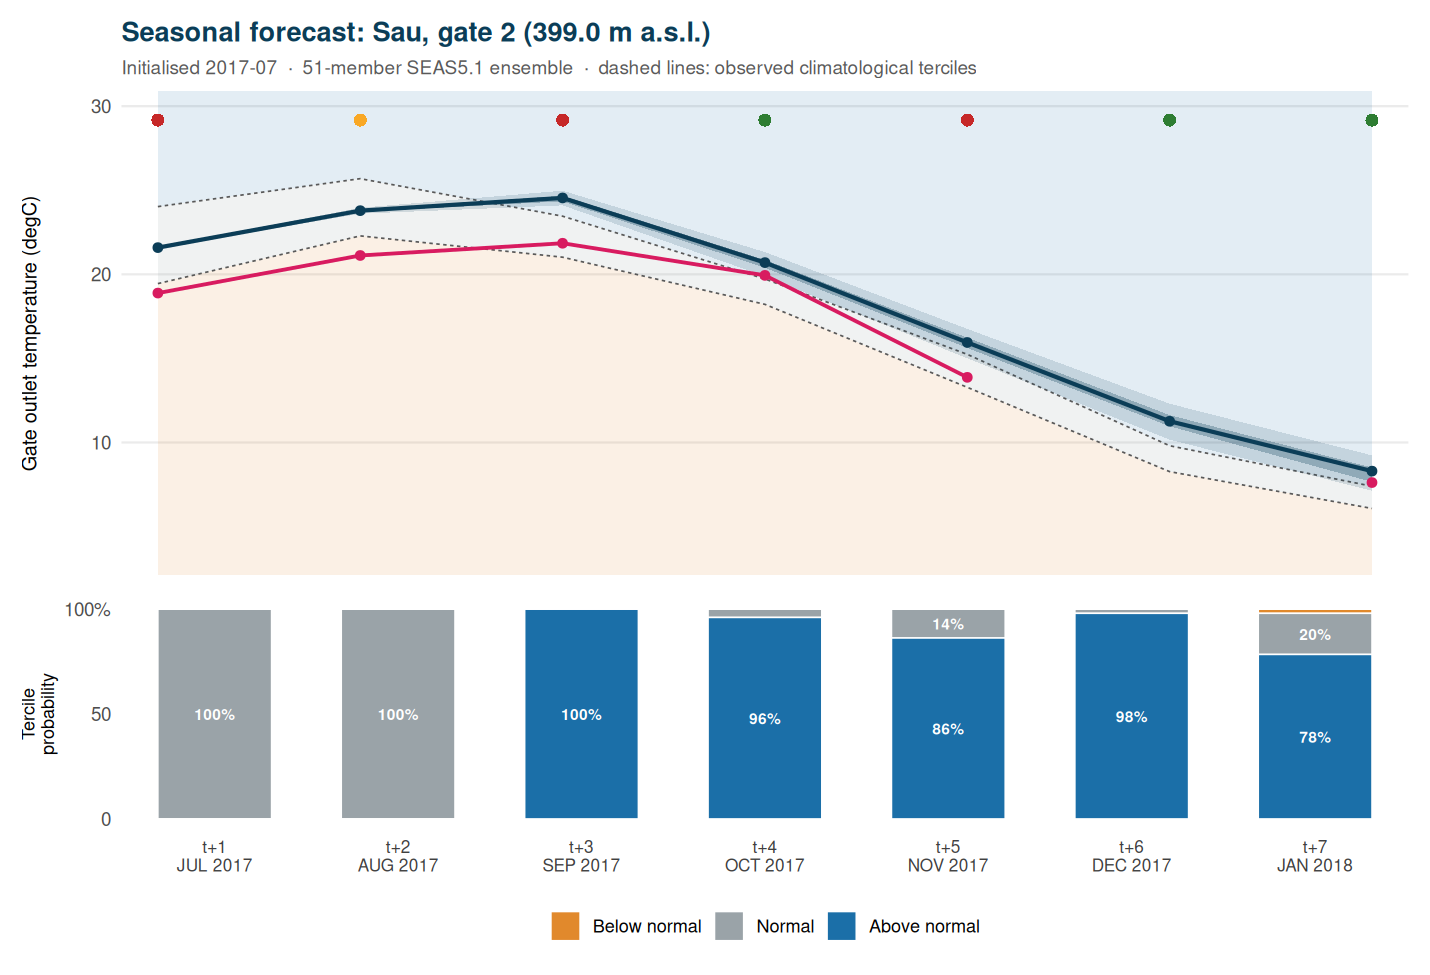 Seasonal forecast: Sau, gate 2 (399.0 m a.s.l.)
Initialised 2017-07 · 51-member SEAS5.1 ensemble · dashed lines: observed climatological terciles
Gate outlet temperature (degC)
30
20
10
Tercile
probability
100%
50
0
100%
100%
100%
96%
14%
86%
98%
20%
78%
t+1
JUL 2017
t+2
AUG 2017
t+3
SEP 2017
t+4
OCT 2017
t+5
NOV 2017
t+6
DEC 2017
t+7
JAN 2018
Below normal
Normal
Above normal